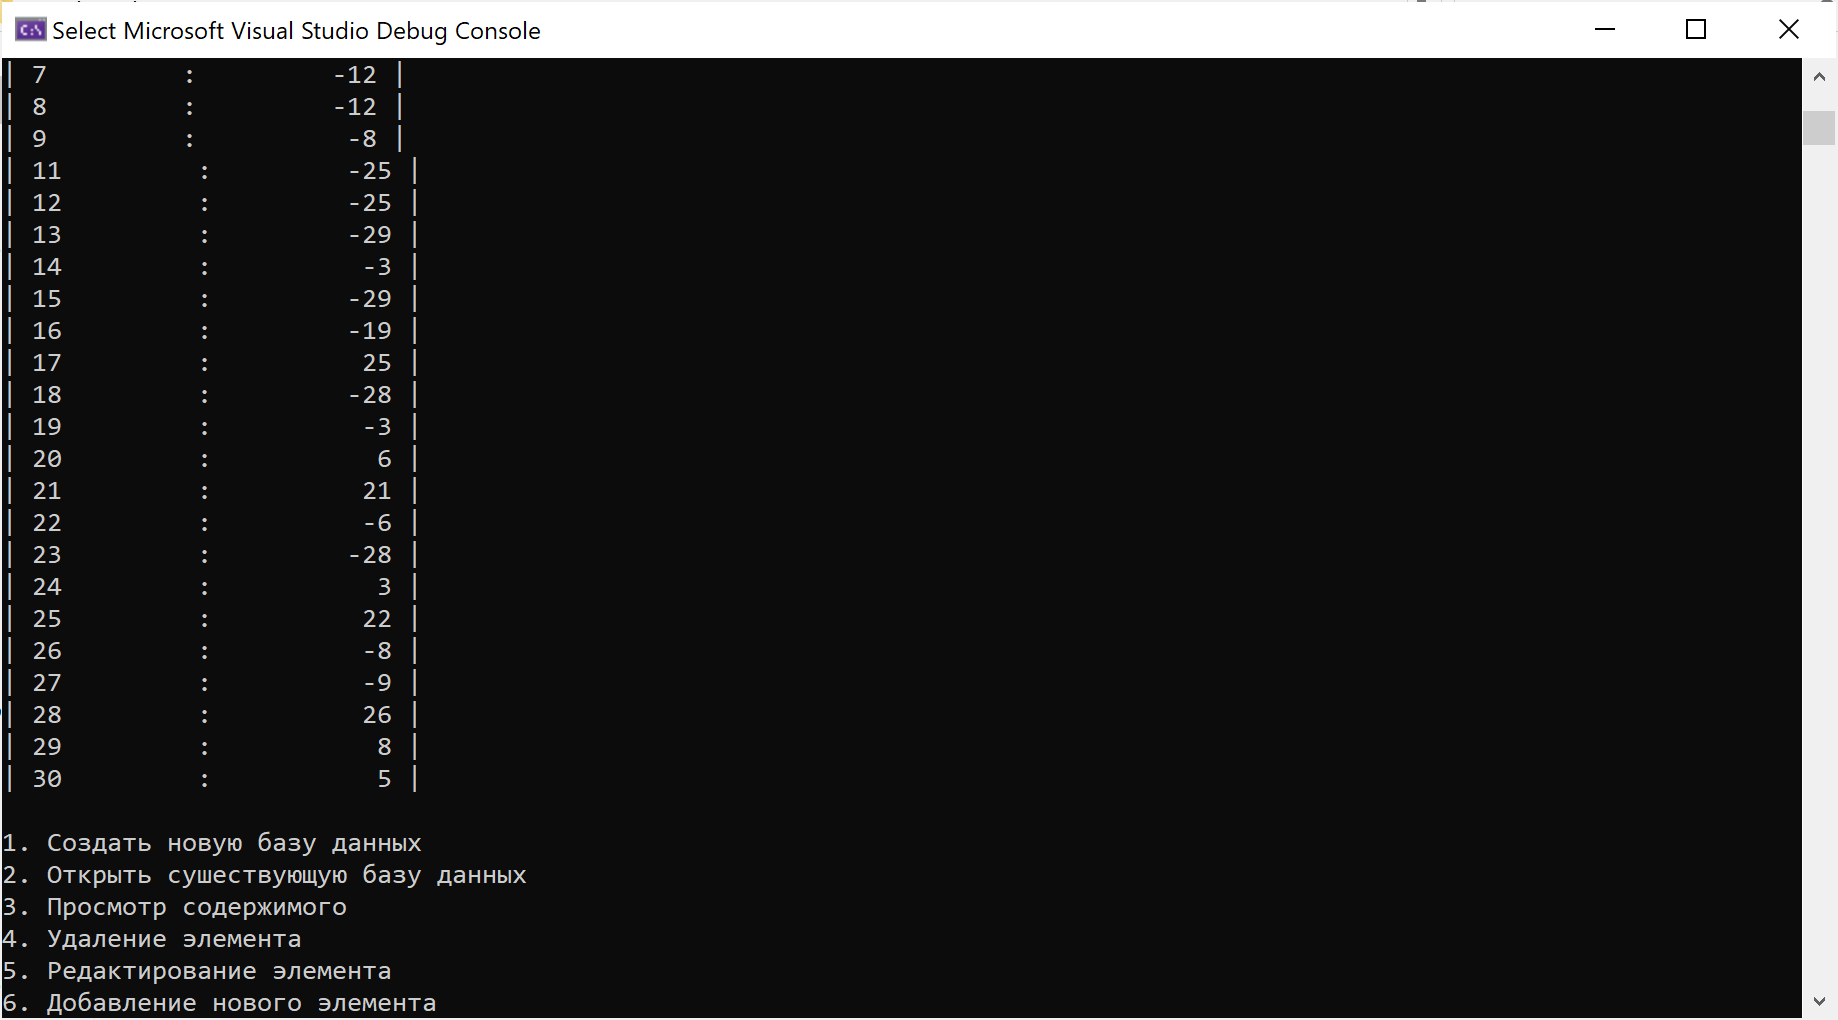 Select Microsoft Visual Studio Debug Console
| 7 : -12 |
| 8 : -12 |
| 9 : -8 |
| 11 : -25 |
| 12 : -25 |
| 13 : -29 |
| 14 : -3 |
| 15 : -29 |
| 16 : -19 |
| 17 : 25 |
| 18 : -28 |
| 19 : -3 |
| 20 : 6 |
| 21 : 21 |
| 22 : -6 |
| 23 : -28 |
| 24 : 3 |
| 25 : 22 |
| 26 : -8 |
| 27 : -9 |
| 28 : 26 |
| 29 : 8 |
| 30 : 5 |
1. Создать новую базу данных
2. Открыть сушествующую базу данных
3. Просмотр содержимого
4. Удаление элемента
5. Редактирование элемента
6. Добавление нового элемента